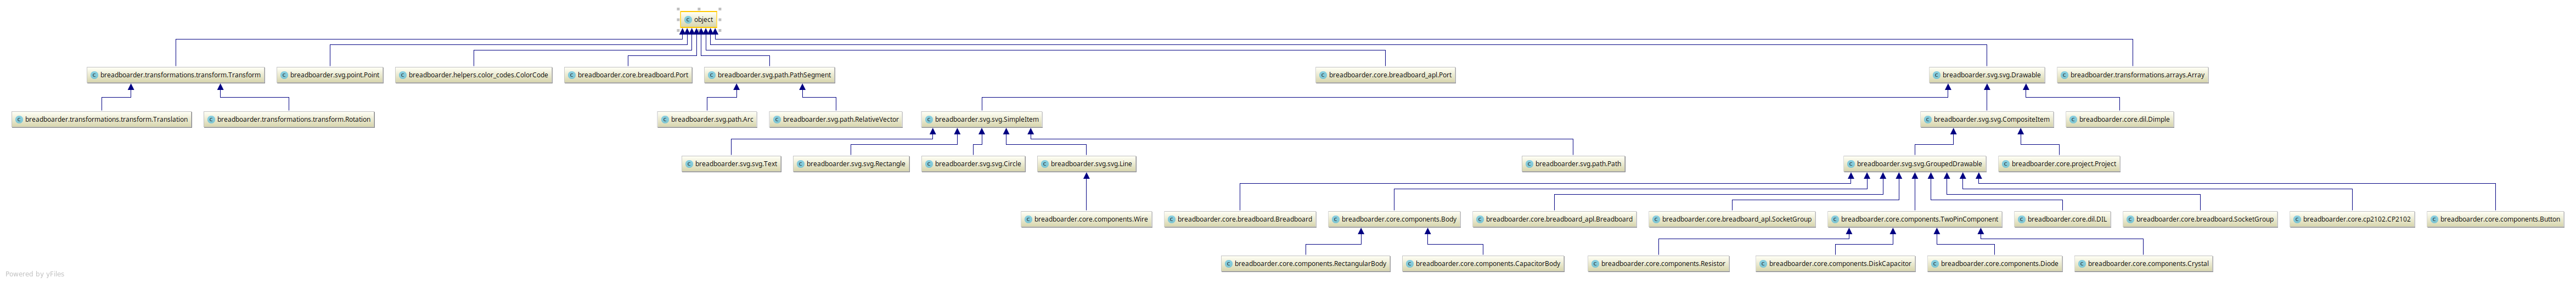 object
breadboarder.transformations.transform.Transform
breadboarder.svg.point.Point
breadboarder.helpers.color_codes.ColorCode
breadboarder.core.breadboard.Port
breadboarder.svg.path.PathSegment
breadboarder.core.breadboard_apl.Port
breadboarder.svg.svg.Drawable
breadboarder.transformations.arrays.Array
breadboarder.transformations.transform.Translation
breadboarder.transformations.transform.Rotation
breadboarder.svg.path.Arc
breadboarder.svg.path.RelativeVector
breadboarder.svg.svg.SimpleItem
breadboarder.svg.svg.CompositeItem
breadboarder.core.dil.Dimple
breadboarder.svg.svg.Text
breadboarder.svg.svg.Rectangle
breadboarder.svg.svg.Circle
breadboarder.svg.svg.Line
breadboarder.svg.path.Path
breadboarder.svg.svg.GroupedDrawable
breadboarder.core.project.Project
breadboarder.core.components.Wire
breadboarder.core.breadboard.Breadboard
breadboarder.core.components.Body
breadboarder.core.breadboard_apl.Breadboard
breadboarder.core.breadboard_apl.SocketGroup
breadboarder.core.components.TwoPinComponent
breadboarder.core.dil.DIL
breadboarder.core.breadboard.SocketGroup
breadboarder.core.cp2102.CP2102
breadboarder.core.components.Button
breadboarder.core.components.RectangularBody
breadboarder.core.components.CapacitorBody
breadboarder.core.components.Resistor
breadboarder.core.components.DiskCapacitor
breadboarder.core.components.Diode
breadboarder.core.components.Crystal
Powered by yFiles